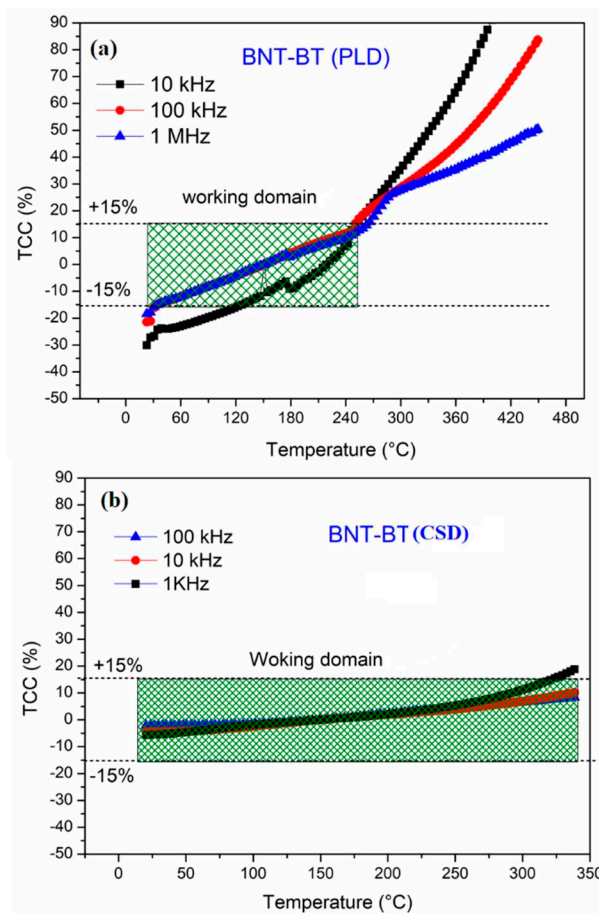 (a)
BNT-BT (PLD)
10 kHz
100 kHz
1 MHz
working domain
+15%
-15%
TCC (%)
90
80
70
60
50
40
30
20
10
0
-10
-20
-30
-40
-50
0 60 120 180 240 300 360 420 480
Temperature (°C)
(b)
BNT-BT (CSD)
100 kHz
10 kHz
1KHz
Woking domain
+15%
-15%
TCC (%)
90
80
70
60
50
40
30
20
10
0
-10
-20
-30
-40
-50
0 50 100 150 200 250 300 350
Temperature (°C)